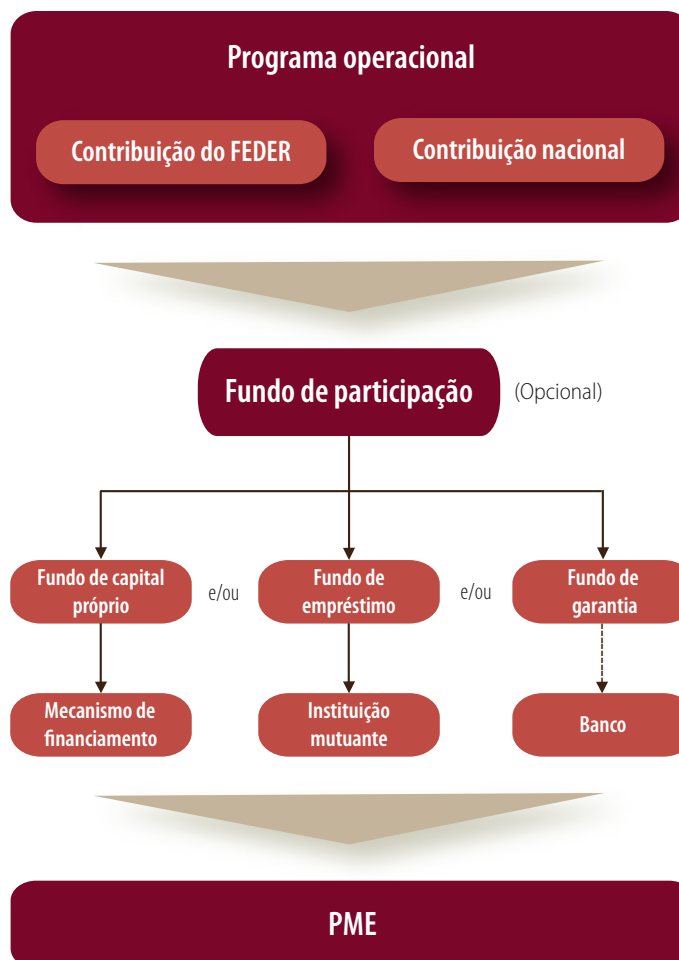 Programa operacional
Contribuição do FEDER
Contribuição nacional
Fundo de participação
(Opcional)
Fundo de capital
próprio
e/ou
Fundo de
empréstimo
e/ou
Fundo de
garantia
Mecanismo de
financiamento
Instituição
mutuante
Banco
PME